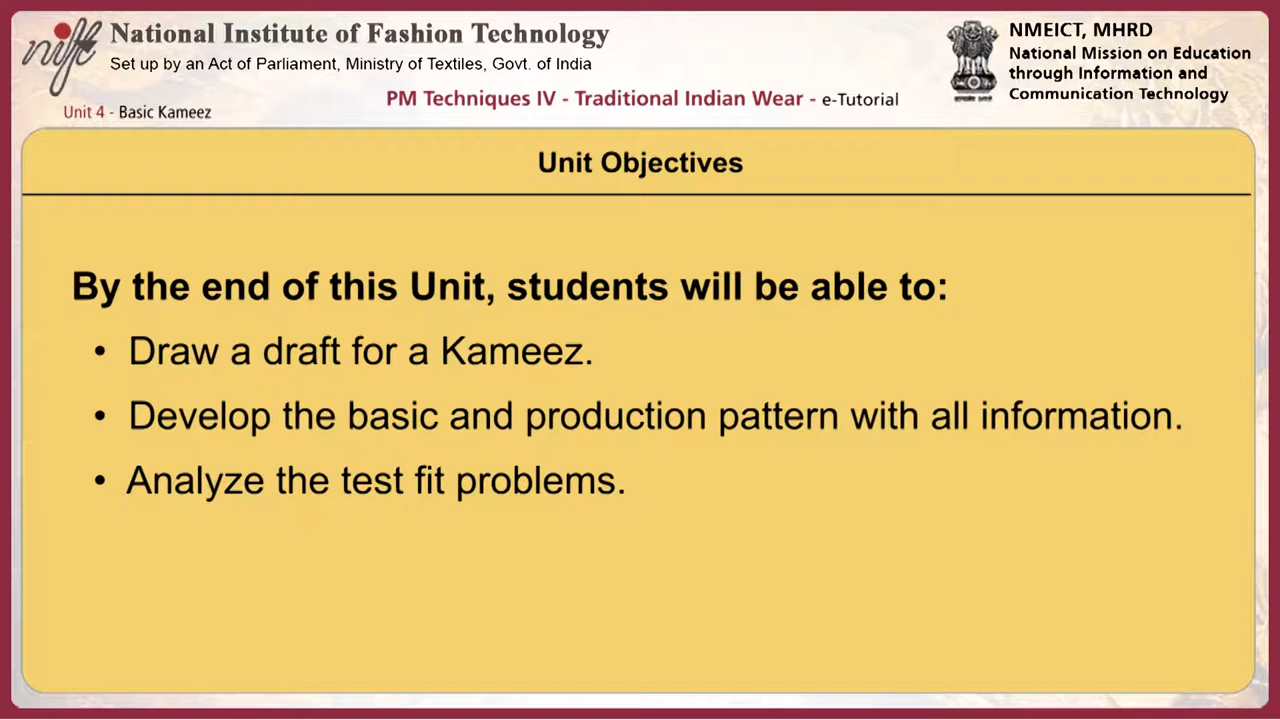 nift
National Institute of Fashion Technology
Set up by an Act of Parliament, Ministry of Textiles, Govt. of India
Unit 4 - Basic Kameez
PM Techniques IV - Traditional Indian Wear - e-Tutorial
NMEICT, MHRD
National Mission on Education
through Information and
Communication Technology
Unit Objectives
By the end of this Unit, students will be able to:
• Draw a draft for a Kameez.
• Develop the basic and production pattern with all information.
• Analyze the test fit problems.